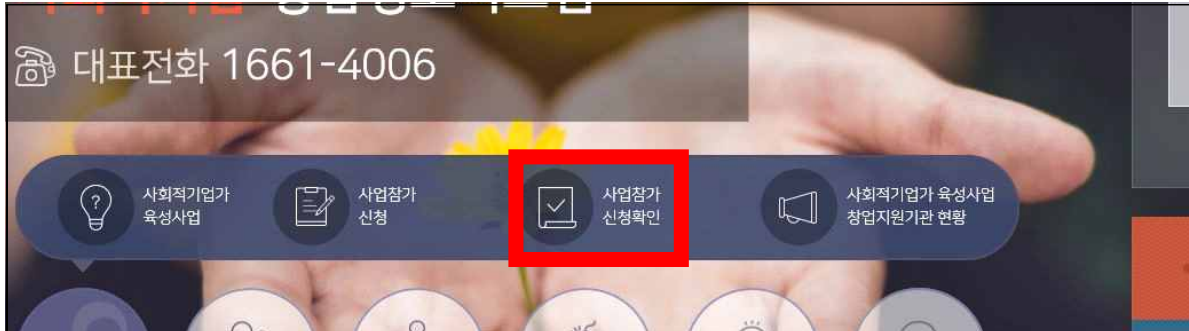 대표전화 1661-4006
사회적기업가
육성사업
사업참가
신청
사업참가
신청확인
사회적기업가 육성사업
창업지원기관 현황